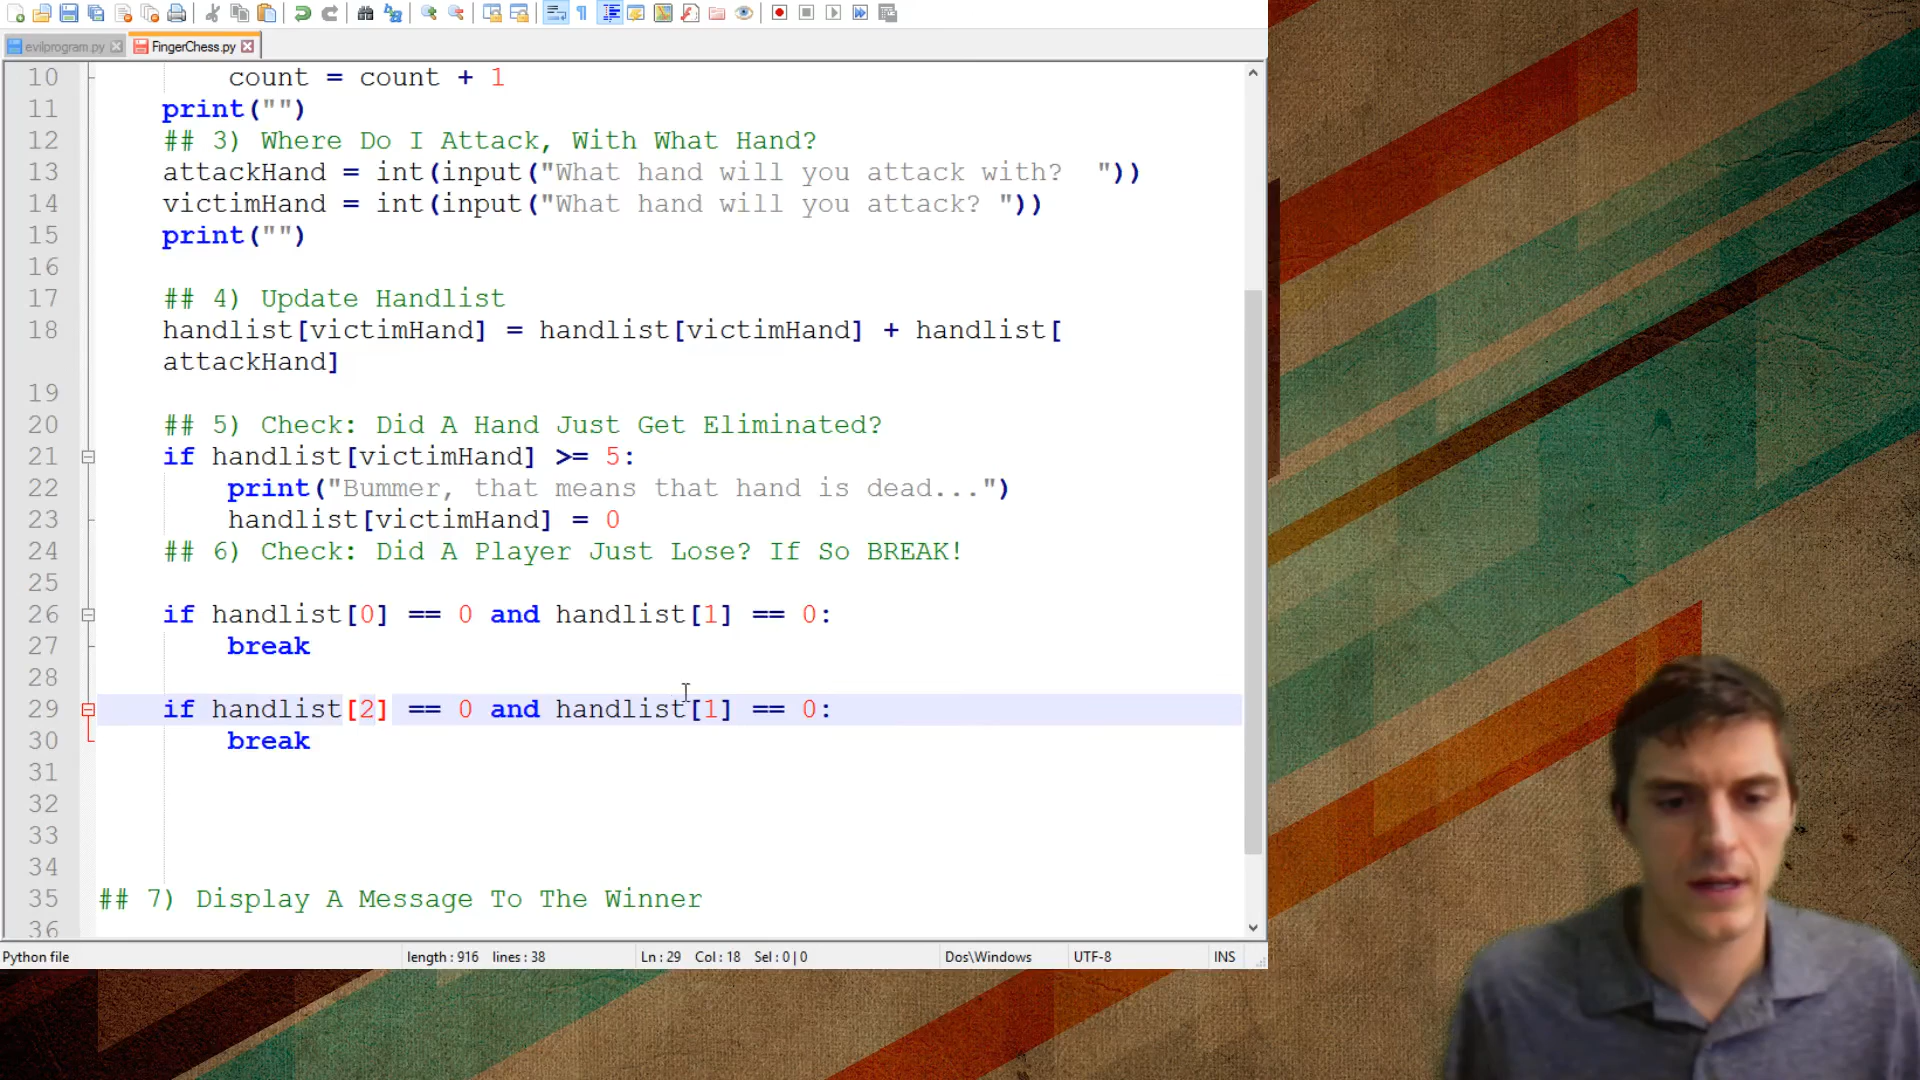 evilprogram.py FingerChess.py
10 count = count + 1
11 print("")
12 ## 3) Where Do I Attack, With What Hand?
13 attackHand = int(input("What hand will you attack with?  "))
14 victimHand = int(input("What hand will you attack? "))
15 print("")
16
17 ## 4) Update Handlist
18 handlist[victimHand] = handlist[victimHand] + handlist[
attackHand]
19
20 ## 5) Check: Did A Hand Just Get Eliminated?
21 if handlist[victimHand] >= 5:
22 print("Bummer, that means that hand is dead...")
23 handlist[victimHand] = 0
24 ## 6) Check: Did A Player Just Lose? If So BREAK!
25
26 if handlist[0] == 0 and handlist[1] == 0:
27 break
28
29 if handlist[2] == 0 and handlist[1] == 0:
30 break
31
32
33
34
35 ## 7) Display A Message To The Winner
36
Python file length : 916 lines : 38 Ln : 29 Col : 18 Sel : 0 | 0 Dos\Windows UTF-8 INS